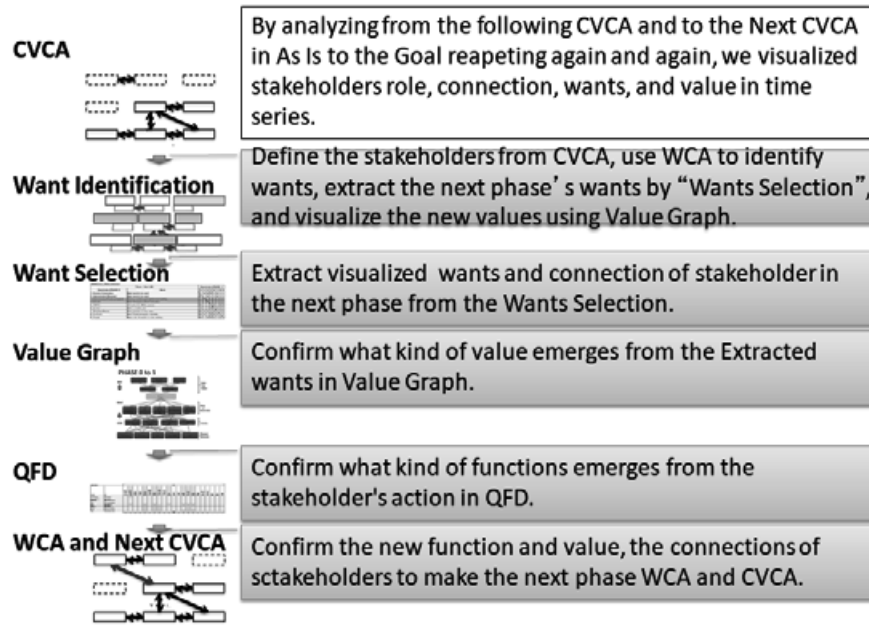 CVCA
By analyzing from the following CVCA and to the Next CVCA
in As Is to the Goal reapeting again and again, we visualized
stakeholders role, connection, wants, and value in time
series.
Want Identification
Define the stakeholders from CVCA, use WCA to identify
wants, extract the next phase's wants by “Wants Selection”,
and visualize the new values using Value Graph.
Want Selection
Extract visualized wants and connection of stakeholder in
the next phase from the Wants Selection.
Value Graph
PHASE 0 to 1
Confirm what kind of value emerges from the Extracted
wants in Value Graph.
QFD
Confirm what kind of functions emerges from the
stakeholder's action in QFD.
WCA and Next CVCA
Confirm the new function and value, the connections of
sctakeholders to make the next phase WCA and CVCA.